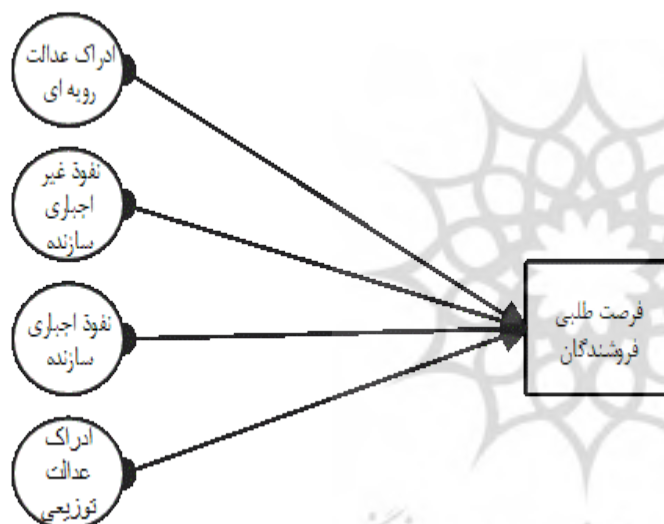 ادراک عدالت
رویه ای
نفوذ غیر
اجباری
سازنده
نفوذ اجباری
سازنده
ادراک
عدالت
توزیعی
فرصت طلبی
فروشندگان